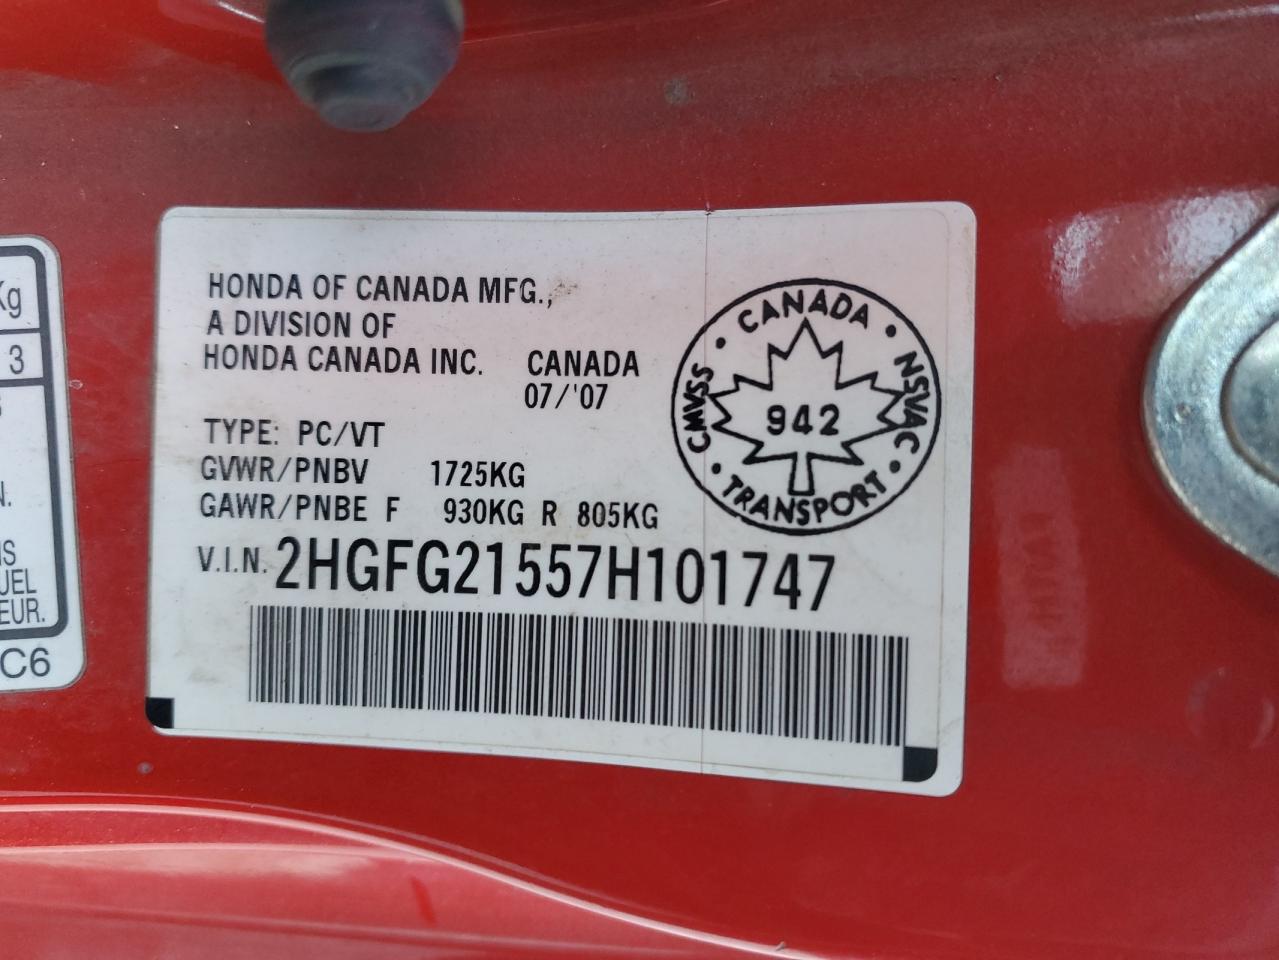 Kg
3
N.
UEL
EUR.
C6
HONDA OF CANADA MFG.,
A DIVISION OF
HONDA CANADA INC. CANADA
07/'07
TYPE: PC/VT
GVWR/PNBV 1725KG
GAWR/PNBE F 930KG R 805KG
V.I.N. 2HGFG21557H101747
CANADA
NSVAC
TRANSPORT
CMVSS
942